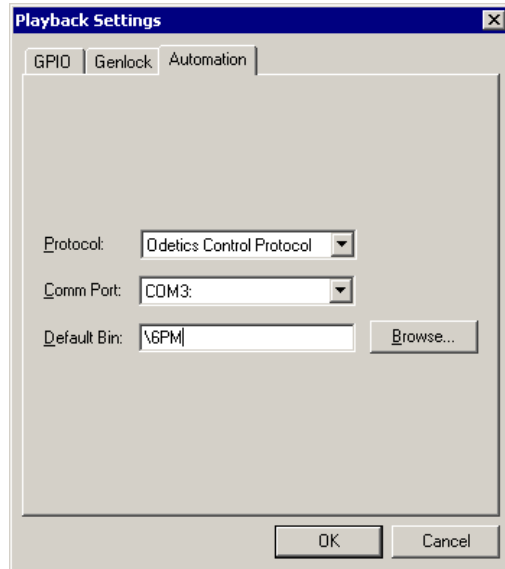 Playback Settings
GPIO Genlock Automation
Protocol: Odetics Control Protocol
Comm Port: COM3:
Default Bin: \6PM Browse...
OK Cancel